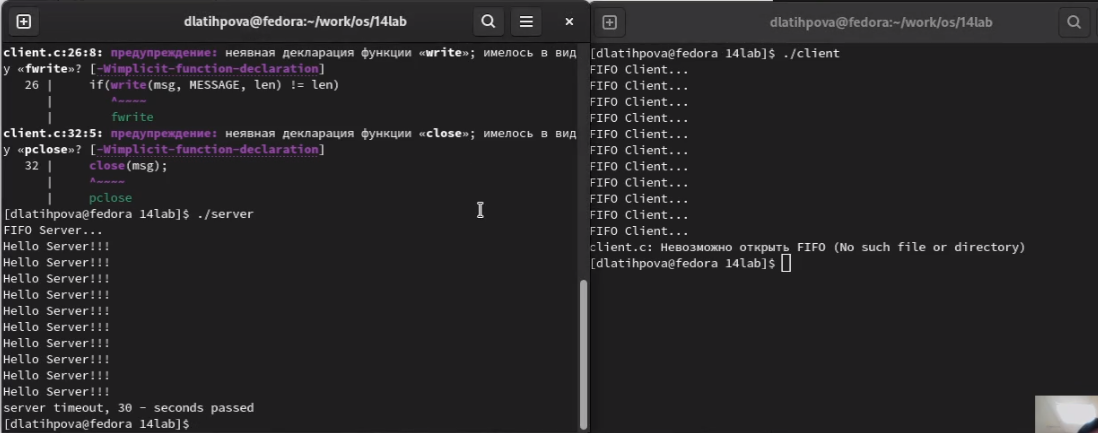 dlatihpova@fedora:~/work/os/14lab
client.c:26:8: предупреждение: неявная декларация функции «write»; имелось в вид
у «fwrite»? [-Wimplicit-function-declaration]
26 | if(write(msg, MESSAGE, len) != len)
| ^~~~~
| fwrite
client.c:32:5: предупреждение: неявная декларация функции «close»; имелось в вид
у «pclose»? [-Wimplicit-function-declaration]
32 | close(msg);
| ^~~~~
| pclose
[dlatihpova@fedora 14lab]$ ./server
FIFO Server...
Hello Server!!!
Hello Server!!!
Hello Server!!!
Hello Server!!!
Hello Server!!!
Hello Server!!!
Hello Server!!!
Hello Server!!!
Hello Server!!!
Hello Server!!!
server timeout, 30 - seconds passed
[dlatihpova@fedora 14lab]$
dlatihpova@fedora:~/work/os/14lab
[dlatihpova@fedora 14lab]$ ./client
FIFO Client...
FIFO Client...
FIFO Client...
FIFO Client...
FIFO Client...
FIFO Client...
FIFO Client...
FIFO Client...
FIFO Client...
FIFO Client...
FIFO Client...
client.c: Невозможно открыть FIFO (No such file or directory)
[dlatihpova@fedora 14lab]$